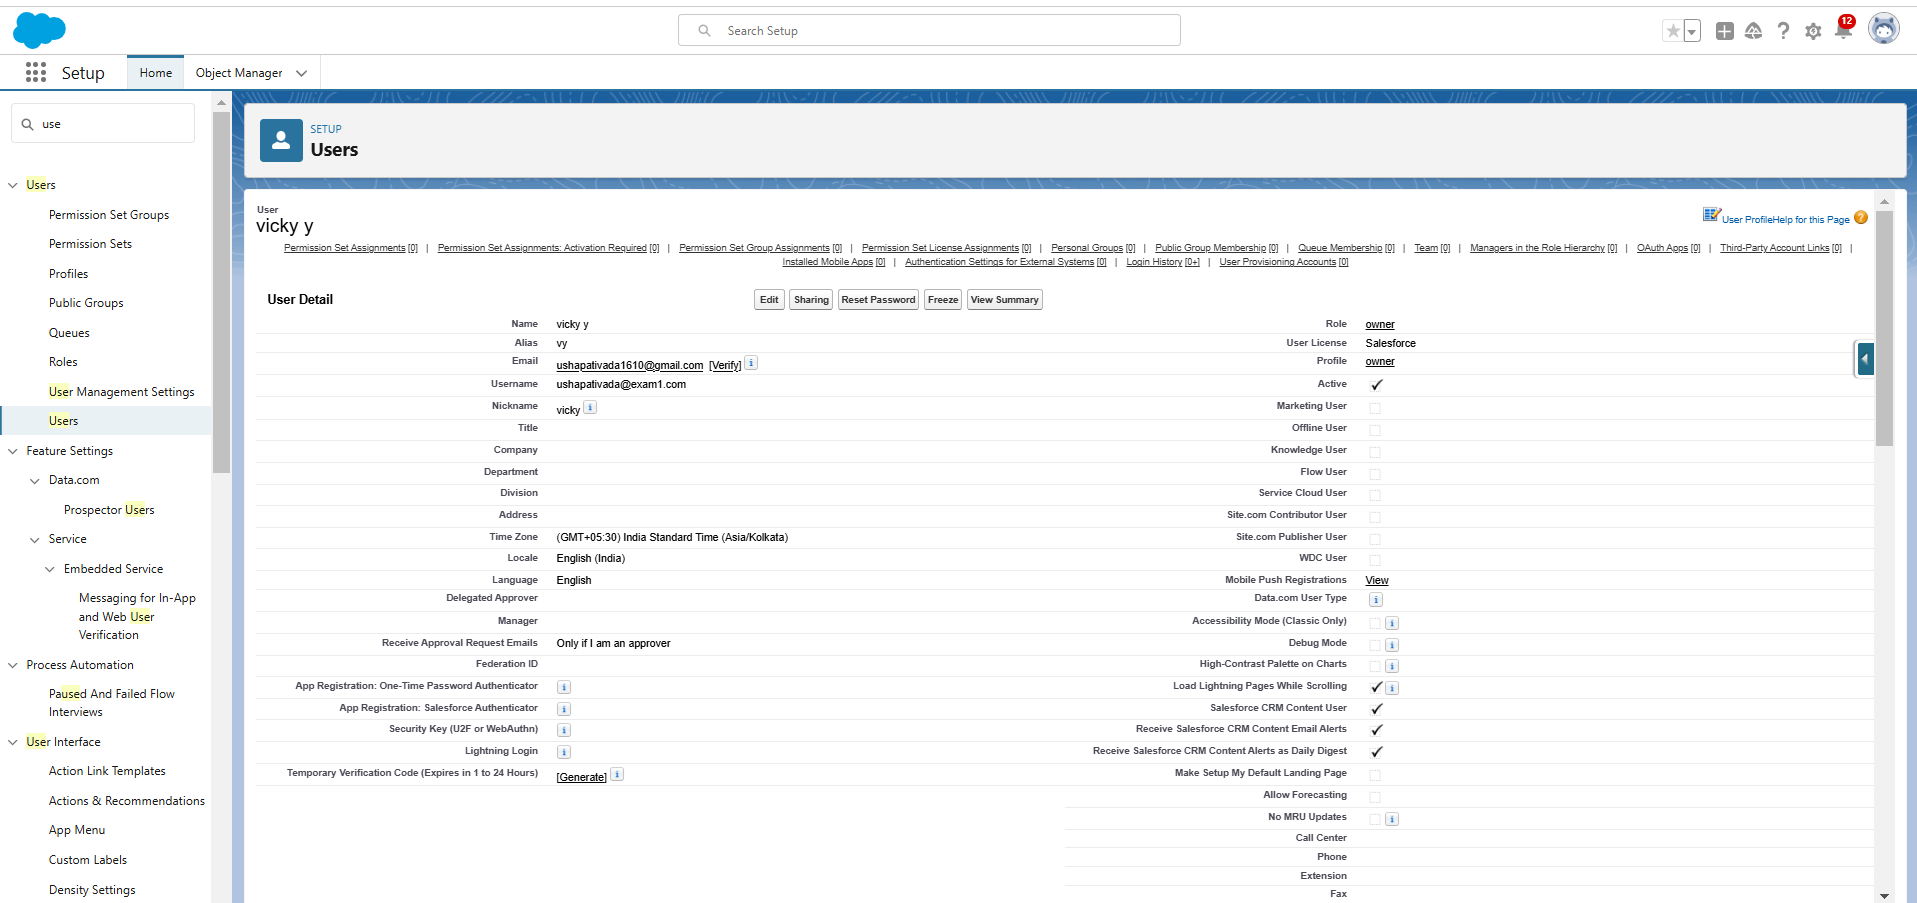 Search Setup
12
Setup
Home
Object Manager
use
Users
Permission Set Groups
Permission Sets
Profiles
Public Groups
Queues
Roles
User Management Settings
Users
Feature Settings
Data.com
Prospector Users
Service
Embedded Service
Messaging for In-App
and Web User
Verification
Process Automation
Paused And Failed Flow
Interviews
User Interface
Action Link Templates
Actions & Recommendations
App Menu
Custom Labels
Density Settings
SETUP
Users
User
vicky y
User ProfileHelp for this Page ?
Permission Set Assignments [0] | Permission Set Assignments: Activation Required [0] | Permission Set Group Assignments [0] | Permission Set License Assignments [0] | Personal Groups [0] | Public Group Membership [0] | Queue Membership [0] | Team [0] | Managers in the Role Hierarchy [0] | OAuth Apps [0] | Third-Party Account Links [0] |
Installed Mobile Apps [0] | Authentication Settings for External Systems [0] | Login History [0+] | User Provisioning Accounts [0]
User Detail
Edit Sharing Reset Password Freeze View Summary
Name vicky y
Alias vy
Email ushapativada1610@gmail.com [Verify] i
Username ushapativada@exam1.com
Nickname vicky i
Title
Company
Department
Division
Address
Time Zone (GMT+05:30) India Standard Time (Asia/Kolkata)
Locale English (India)
Language English
Delegated Approver
Manager
Receive Approval Request Emails Only if I am an approver
Federation ID
App Registration: One-Time Password Authenticator i
App Registration: Salesforce Authenticator i
Security Key (U2F or WebAuthn) i
Lightning Login i
Temporary Verification Code (Expires in 1 to 24 Hours) [Generate] i
Role owner
User License Salesforce
Profile owner
Active
Marketing User
Offline User
Knowledge User
Flow User
Service Cloud User
Site.com Contributor User
Site.com Publisher User
WDC User
Mobile Push Registrations View
Data.com User Type i
Accessibility Mode (Classic Only) i
Debug Mode i
High-Contrast Palette on Charts i
Load Lightning Pages While Scrolling i
Salesforce CRM Content User
Receive Salesforce CRM Content Email Alerts
Receive Salesforce CRM Content Alerts as Daily Digest
Make Setup My Default Landing Page
Allow Forecasting
No MRU Updates i
Call Center
Phone
Extension
Fax